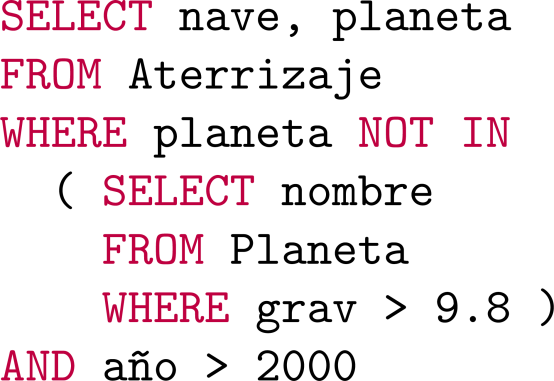 SELECT nave, planeta
FROM Aterrizaje
WHERE planeta NOT IN
( SELECT nombre
FROM Planeta
WHERE grav > 9.8 )
AND año > 2000